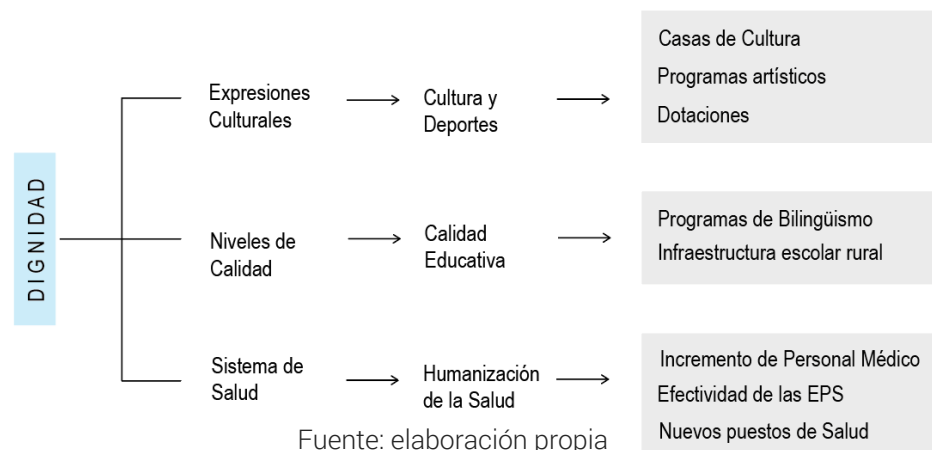 DIGNIDAD
Expresiones
Culturales
Cultura y
Deportes
Casas de Cultura
Programas artísticos
Dotaciones
Niveles de
Calidad
Calidad
Educativa
Programas de Bilingüismo
Infraestructura escolar rural
Sistema de
Salud
Humanización
de la Salud
Incremento de Personal Médico
Efectividad de las EPS
Nuevos puestos de Salud
Fuente: elaboración propia